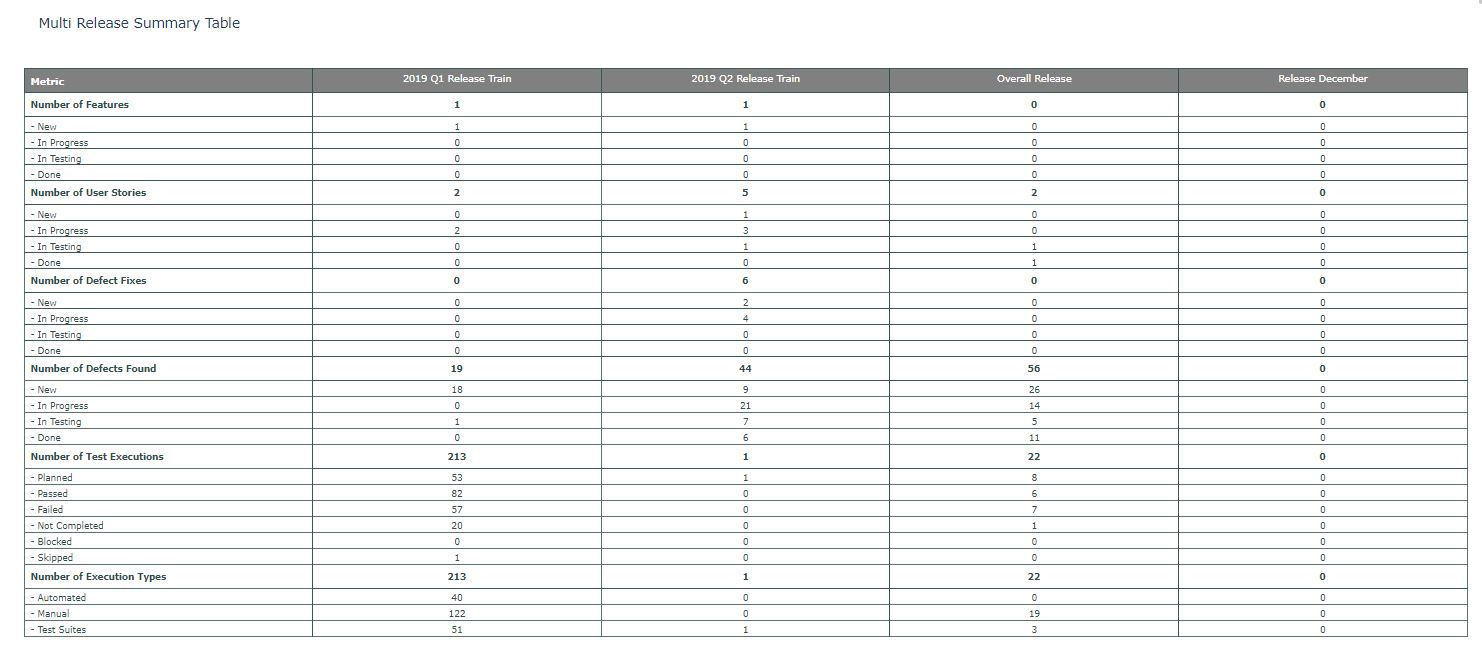 Multi Release Summary Table
Metric 2019 Q1 Release Train 2019 Q2 Release Train Overall Release Release December
Number of Features 1 1 0 0
- New 1 1 0 0
- In Progress 0 0 0 0
- In Testing 0 0 0 0
- Done 0 0 0 0
Number of User Stories 2 5 2 0
- New 0 1 0 0
- In Progress 2 3 0 0
- In Testing 0 1 1 0
- Done 0 0 1 0
Number of Defect Fixes 0 6 0 0
- New 0 2 0 0
- In Progress 0 4 0 0
- In Testing 0 0 0 0
- Done 0 0 0 0
Number of Defects Found 19 44 56 0
- New 18 9 26 0
- In Progress 0 21 14 0
- In Testing 1 7 5 0
- Done 0 6 11 0
Number of Test Executions 213 1 22 0
- Planned 53 1 8 0
- Passed 82 0 6 0
- Failed 57 0 7 0
- Not Completed 20 0 1 0
- Blocked 0 0 0 0
- Skipped 1 0 0 0
Number of Execution Types 213 1 22 0
- Automated 40 0 0 0
- Manual 122 0 19 0
- Test Suites 51 1 3 0